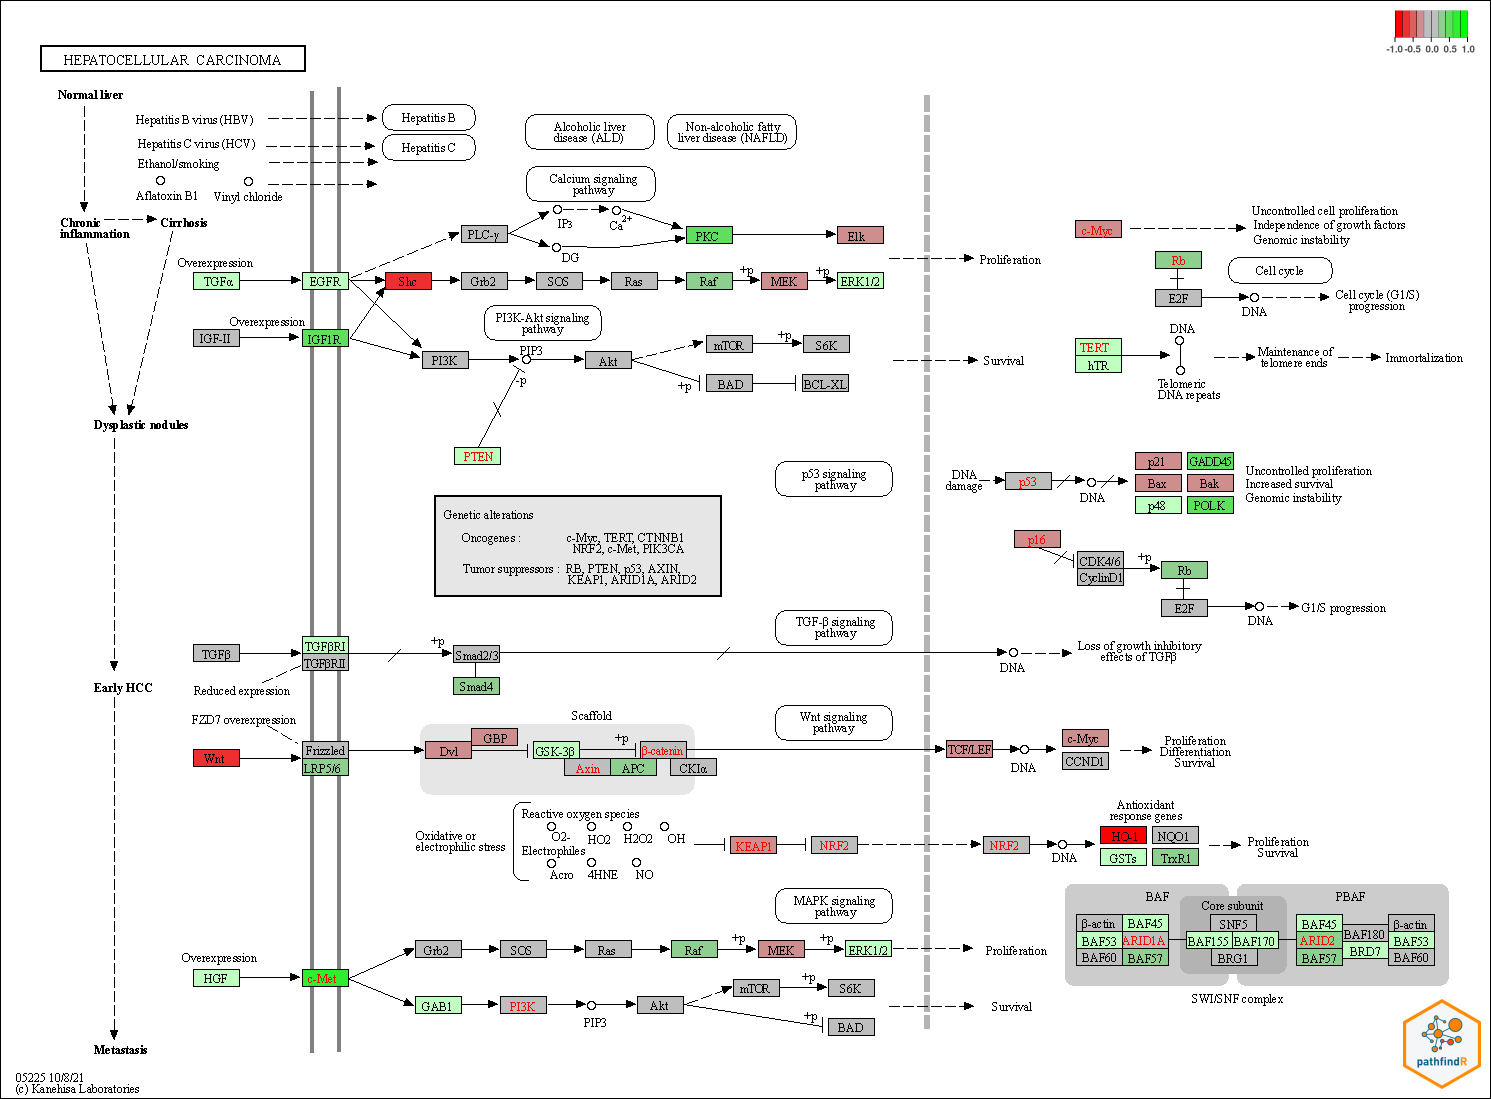 -1.0 -0.5 0.0 0.5 1.0
HEPATOCELLULAR CARCINOMA
Normal liver
Hepatitis B virus (HBV)
Hepatitis B
Hepatitis C virus (HCV)
Hepatitis C
Ethanol/smoking
Aflatoxin B1
Vinyl chloride
Alcoholic liver
disease (ALD)
Non-alcoholic fatty
liver disease (NAFLD)
Calcium signaling
pathway
Chronic
inflammation
Cirrhosis
IP3
Ca2+
DG
PLC-γ
PKC
Elk
Overexpression
TGFα
EGFR
Shc
Grb2
SOS
Ras
Raf
+p
MEK
+p
ERK1/2
Proliferation
Overexpression
IGF-II
IGF1R
PI3K-Akt signaling
pathway
PI3K
PIP3
-p
Akt
mTOR
+p
S6K
+p
BAD
BCL-XL
Survival
PTEN
c-Myc
Uncontrolled cell proliferation
Independence of growth factors
Genomic instability
Rb
E2F
Cell cycle
DNA
Cell cycle (G1/S)
progression
TERT
hTR
DNA
Telomeric
DNA repeats
Maintenance of
telomere ends
Immortalization
Dysplastic nodules
p53 signaling
pathway
DNA
damage
p53
DNA
p21
GADD45
Bax
Bak
p48
POLK
Uncontrolled proliferation
Increased survival
Genomic instability
Genetic alterations
Oncogenes :
c-Myc, TERT, CTNNB1
NRF2, c-Met, PIK3CA
Tumor suppressors :
RB, PTEN, p53, AXIN,
KEAP1, ARID1A, ARID2
p16
CDK4/6
CyclinD1
+p
Rb
E2F
DNA
G1/S progression
TGF-β signaling
pathway
TGFβ
TGFβRI
TGFβRII
Reduced expression
+p
Smad2/3
Smad4
DNA
Loss of growth inhibitory
effects of TGFβ
Early HCC
FZD7 overexpression
Wnt
Frizzled
LRP5/6
Scaffold
Dvl
GBP
GSK-3β
+p
β-catenin
Axin
APC
CKIα
Wnt signaling
pathway
TCF/LEF
DNA
c-Myc
CCND1
Proliferation
Differentiation
Survival
Oxidative or
electrophilic stress
Reactive oxygen species
O2-
HO2
H2O2
OH
Electrophiles
Acro
4HNE
NO
KEAP1
NRF2
NRF2
DNA
Antioxidant
response genes
HO-1
NQO1
GSTs
TrxR1
Proliferation
Survival
MAPK signaling
pathway
Overexpression
HGF
c-Met
Grb2
SOS
Ras
Raf
+p
MEK
+p
ERK1/2
Proliferation
GAB1
PI3K
PIP3
Akt
mTOR
+p
S6K
+p
BAD
Survival
BAF
Core subunit
PBAF
β-actin
BAF45
SNF5
BAF45
BAF180
β-actin
BAF53
ARID1A
BAF155
BAF170
ARID2
BRD7
BAF53
BAF60
BAF57
BRG1
BAF57
BAF60
SWI/SNF complex
Metastasis
05225 10/8/21
(c) Kanehisa Laboratories
pathfindR